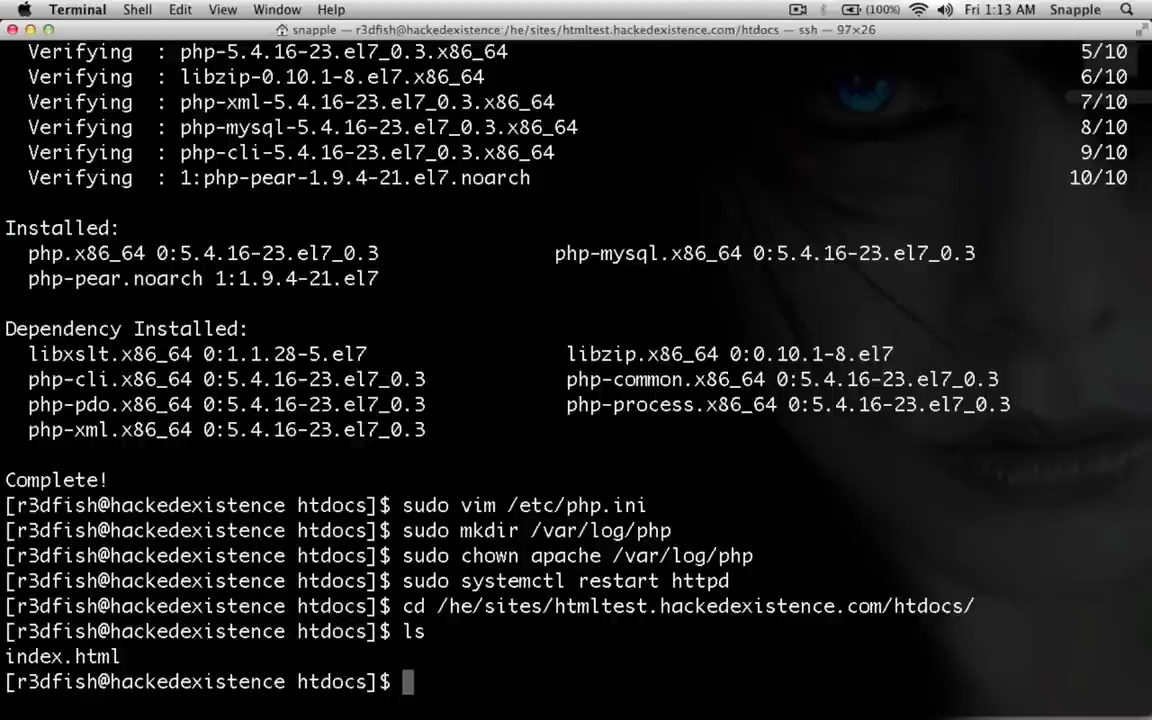 Terminal Shell Edit View Window Help (100%) Fri 1:13 AM Snapple
snapple — r3dfish@hackedexistence:/he/sites/htmltest.hackedexistence.com/htdocs — ssh — 97×26
Verifying : php-5.4.16-23.el7_0.3.x86_64 5/10
Verifying : libzip-0.10.1-8.el7.x86_64 6/10
Verifying : php-xml-5.4.16-23.el7_0.3.x86_64 7/10
Verifying : php-mysql-5.4.16-23.el7_0.3.x86_64 8/10
Verifying : php-cli-5.4.16-23.el7_0.3.x86_64 9/10
Verifying : 1:php-pear-1.9.4-21.el7.noarch 10/10
Installed:
php.x86_64 0:5.4.16-23.el7_0.3 php-mysql.x86_64 0:5.4.16-23.el7_0.3
php-pear.noarch 1:1.9.4-21.el7
Dependency Installed:
libxslt.x86_64 0:1.1.28-5.el7 libzip.x86_64 0:0.10.1-8.el7
php-cli.x86_64 0:5.4.16-23.el7_0.3 php-common.x86_64 0:5.4.16-23.el7_0.3
php-pdo.x86_64 0:5.4.16-23.el7_0.3 php-process.x86_64 0:5.4.16-23.el7_0.3
php-xml.x86_64 0:5.4.16-23.el7_0.3
Complete!
[r3dfish@hackedexistence htdocs]$ sudo vim /etc/php.ini
[r3dfish@hackedexistence htdocs]$ sudo mkdir /var/log/php
[r3dfish@hackedexistence htdocs]$ sudo chown apache /var/log/php
[r3dfish@hackedexistence htdocs]$ sudo systemctl restart httpd
[r3dfish@hackedexistence htdocs]$ cd /he/sites/htmltest.hackedexistence.com/htdocs/
[r3dfish@hackedexistence htdocs]$ ls
index.html
[r3dfish@hackedexistence htdocs]$